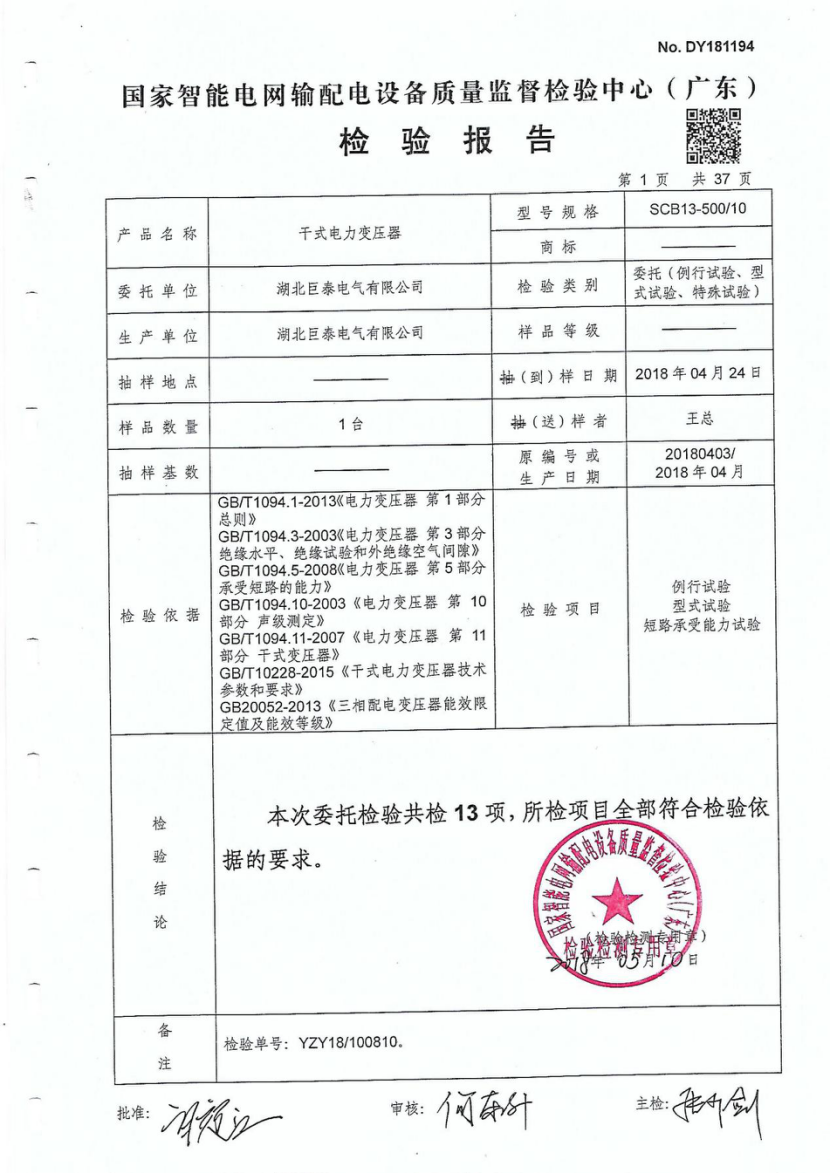 No. DY181194
国家智能电网输配电设备质量监督检验中心（广东）
检 验 报 告
第 1 页 共 37 页
产品名称
干式电力变压器
型号规格
SCB13-500/10
商标
———
委托单位
湖北巨泰电气有限公司
检验类别
委托（例行试验、型
式试验、特殊试验）
生产单位
湖北巨泰电气有限公司
样品等级
———
抽样地点
———
抽（到）样日期
2018 年 04 月 24 日
样品数量
1 台
抽（送）样者
王总
抽样基数
———
原编号或
生产日期
20180403/
2018 年 04 月
检验依据
GB/T1094.1-2013《电力变压器 第 1 部分
总则》
GB/T1094.3-2003《电力变压器 第 3 部分
绝缘水平、绝缘试验和外绝缘空气间隙》
GB/T1094.5-2008《电力变压器 第 5 部分
承受短路的能力》
GB/T1094.10-2003《电力变压器 第 10
部分 声级测定》
GB/T1094.11-2007《电力变压器 第 11
部分 干式变压器》
GB/T10228-2015《干式电力变压器技术
参数和要求》
GB20052-2013《三相配电变压器能效限
定值及能效等级》
检验项目
例行试验
型式试验
短路承受能力试验
检
验
结
论
本次委托检验共检 13 项，所检项目全部符合检验依
据的要求。
国家智能电网输配电设备质量监督检验中心(广东)
检验检测专用章
（检验检测专用章）
2018年 05月10日
备
注
检验单号：YZY18/100810。
批准：
审核：何东升
主检：